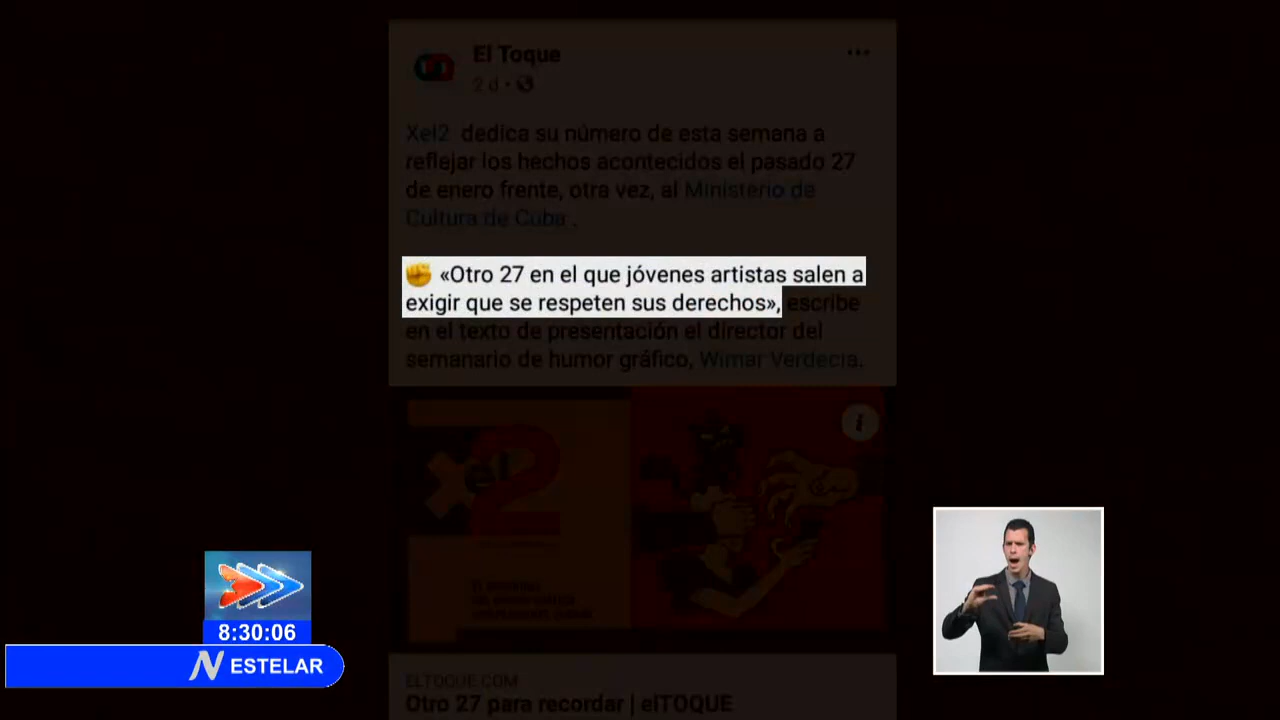 El Toque
2 d
Xel2 dedica su número de esta semana a
reflejar los hechos acontecidos el pasado 27
de enero frente, otra vez, al Ministerio de
Cultura de Cuba .
✊ «Otro 27 en el que jóvenes artistas salen a
exigir que se respeten sus derechos», escribe
en el texto de presentación el director del
semanario de humor gráfico, Wimar Verdecia.
xel2
i
8:30:06
N ESTELAR
ELTOQUE.COM
Otro 27 para recordar | elTOQUE